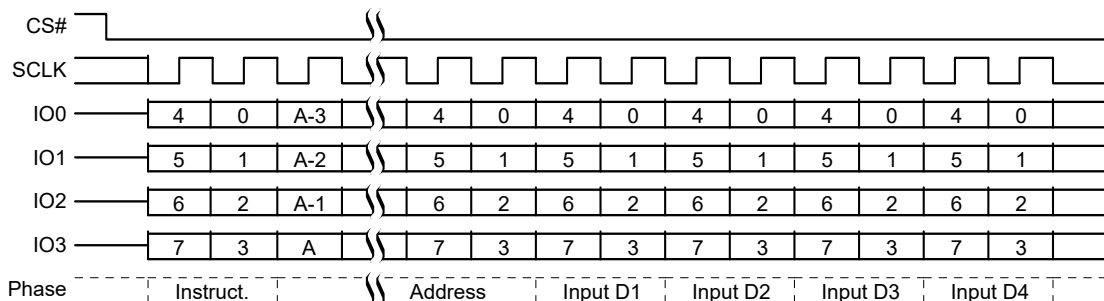 CS#
SCLK
IO0 4 0 A-3 4 0 4 0 4 0 4 0 4 0
IO1 5 1 A-2 5 1 5 1 5 1 5 1 5 1
IO2 6 2 A-1 6 2 6 2 6 2 6 2 6 2
IO3 7 3 A 7 3 7 3 7 3 7 3 7 3
Phase Instruct. Address Input D1 Input D2 Input D3 Input D4